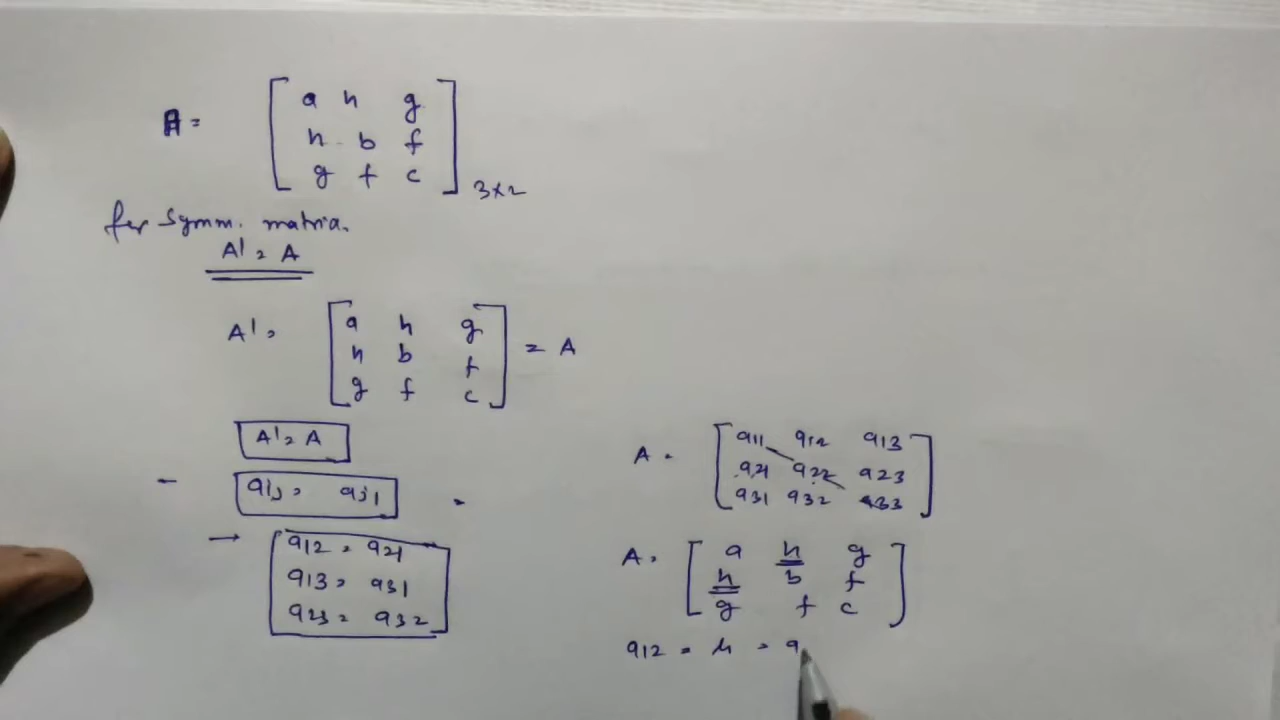 A = [ a h g
h b f
g f c ] 3×2
for Symm. matrix.
A' = A
A' = [ a h g
h b f
g f c ] = A
A' = A
- aij = aji
→ a12 = a21
a13 = a31
a23 = a32
A = [ a11 a12 a13
a21 a22 a23
a31 a32 a33 ]
A = [ a h g
h b f
g f c ]
a12 = h = a